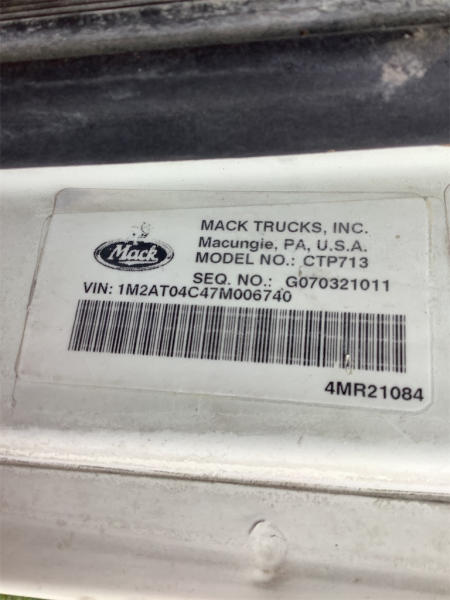 Mack
MACK TRUCKS, INC.
Macungie, PA, U.S.A.
MODEL NO.: CTP713
SEQ. NO.: G070321011
VIN: 1M2AT04C47M006740
4MR21084